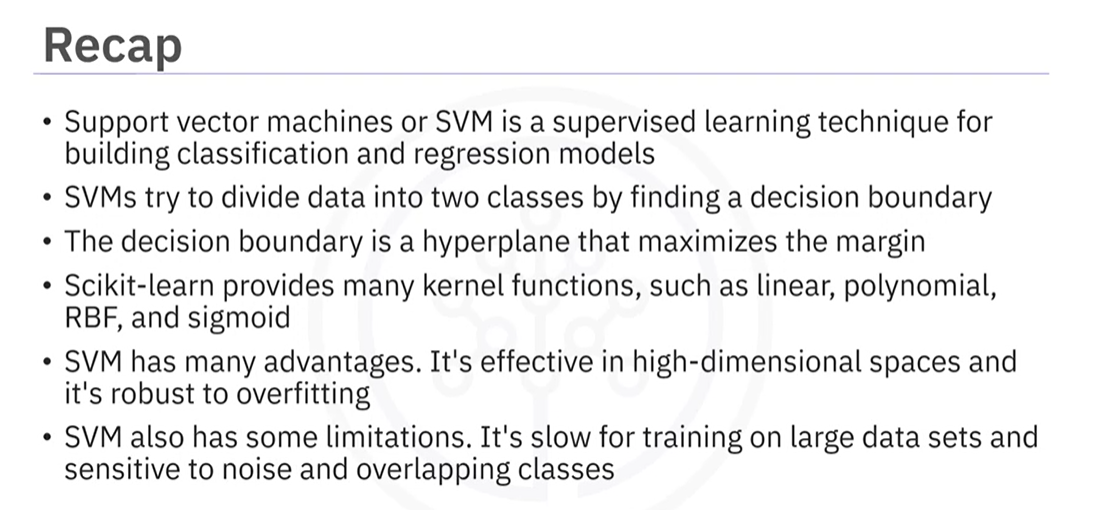 Recap
• Support vector machines or SVM is a supervised learning technique for
building classification and regression models
• SVMs try to divide data into two classes by finding a decision boundary
• The decision boundary is a hyperplane that maximizes the margin
• Scikit-learn provides many kernel functions, such as linear, polynomial,
RBF, and sigmoid
• SVM has many advantages. It's effective in high-dimensional spaces and
it's robust to overfitting
• SVM also has some limitations. It's slow for training on large data sets and
sensitive to noise and overlapping classes